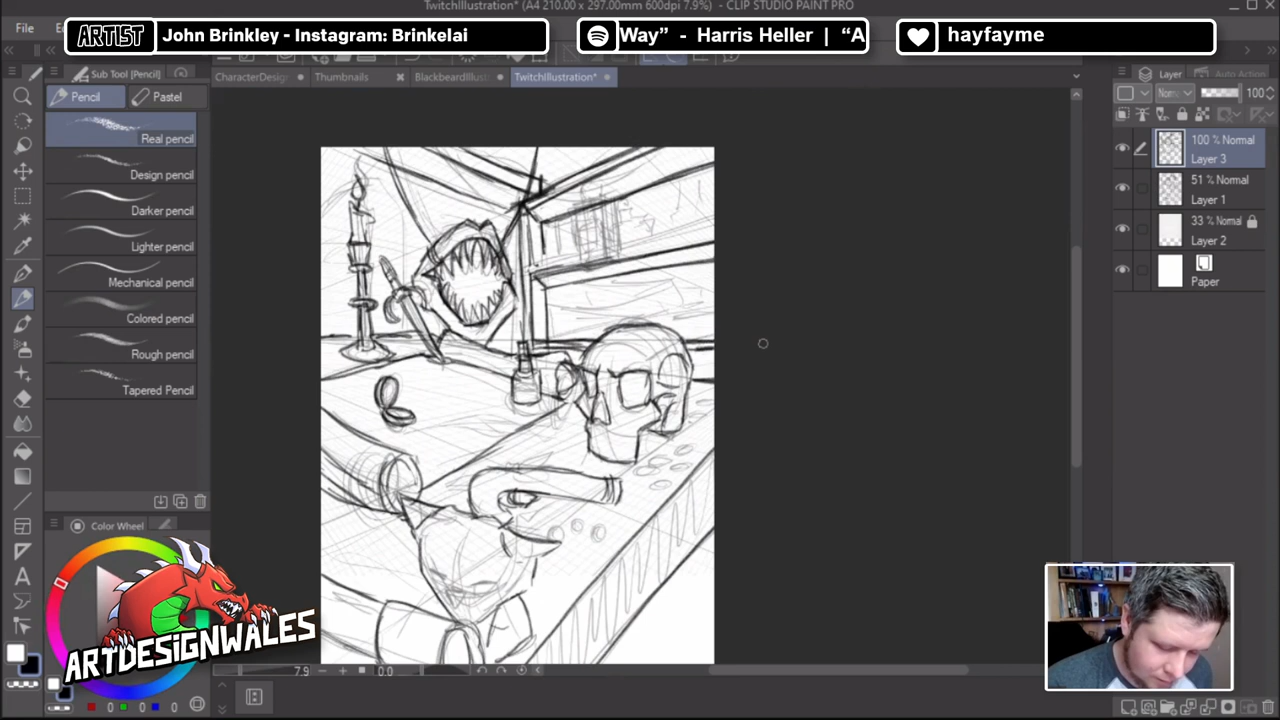 TwitchIllustration* (A4 210.00 x 297.00mm 600dpi 7.9%) - CLIP STUDIO PAINT PRO
File
ARTIST John Brinkley - Instagram: Brinkelai
Way” - Harris Heller | “A
hayfayme
Sub Tool [Pencil]
CharacterDesign
Thumbnails
BlackbeardIllust
TwitchIllustration*
Layer
Auto Action
Pencil
Pastel
100
Real pencil
Design pencil
Darker pencil
Lighter pencil
Mechanical pencil
Colored pencil
Rough pencil
Tapered Pencil
100 % Normal
Layer 3
51 % Normal
Layer 1
33 % Normal
Layer 2
Paper
Color Wheel
ARTDESIGNWALES
7.9
0.0
0 0 0